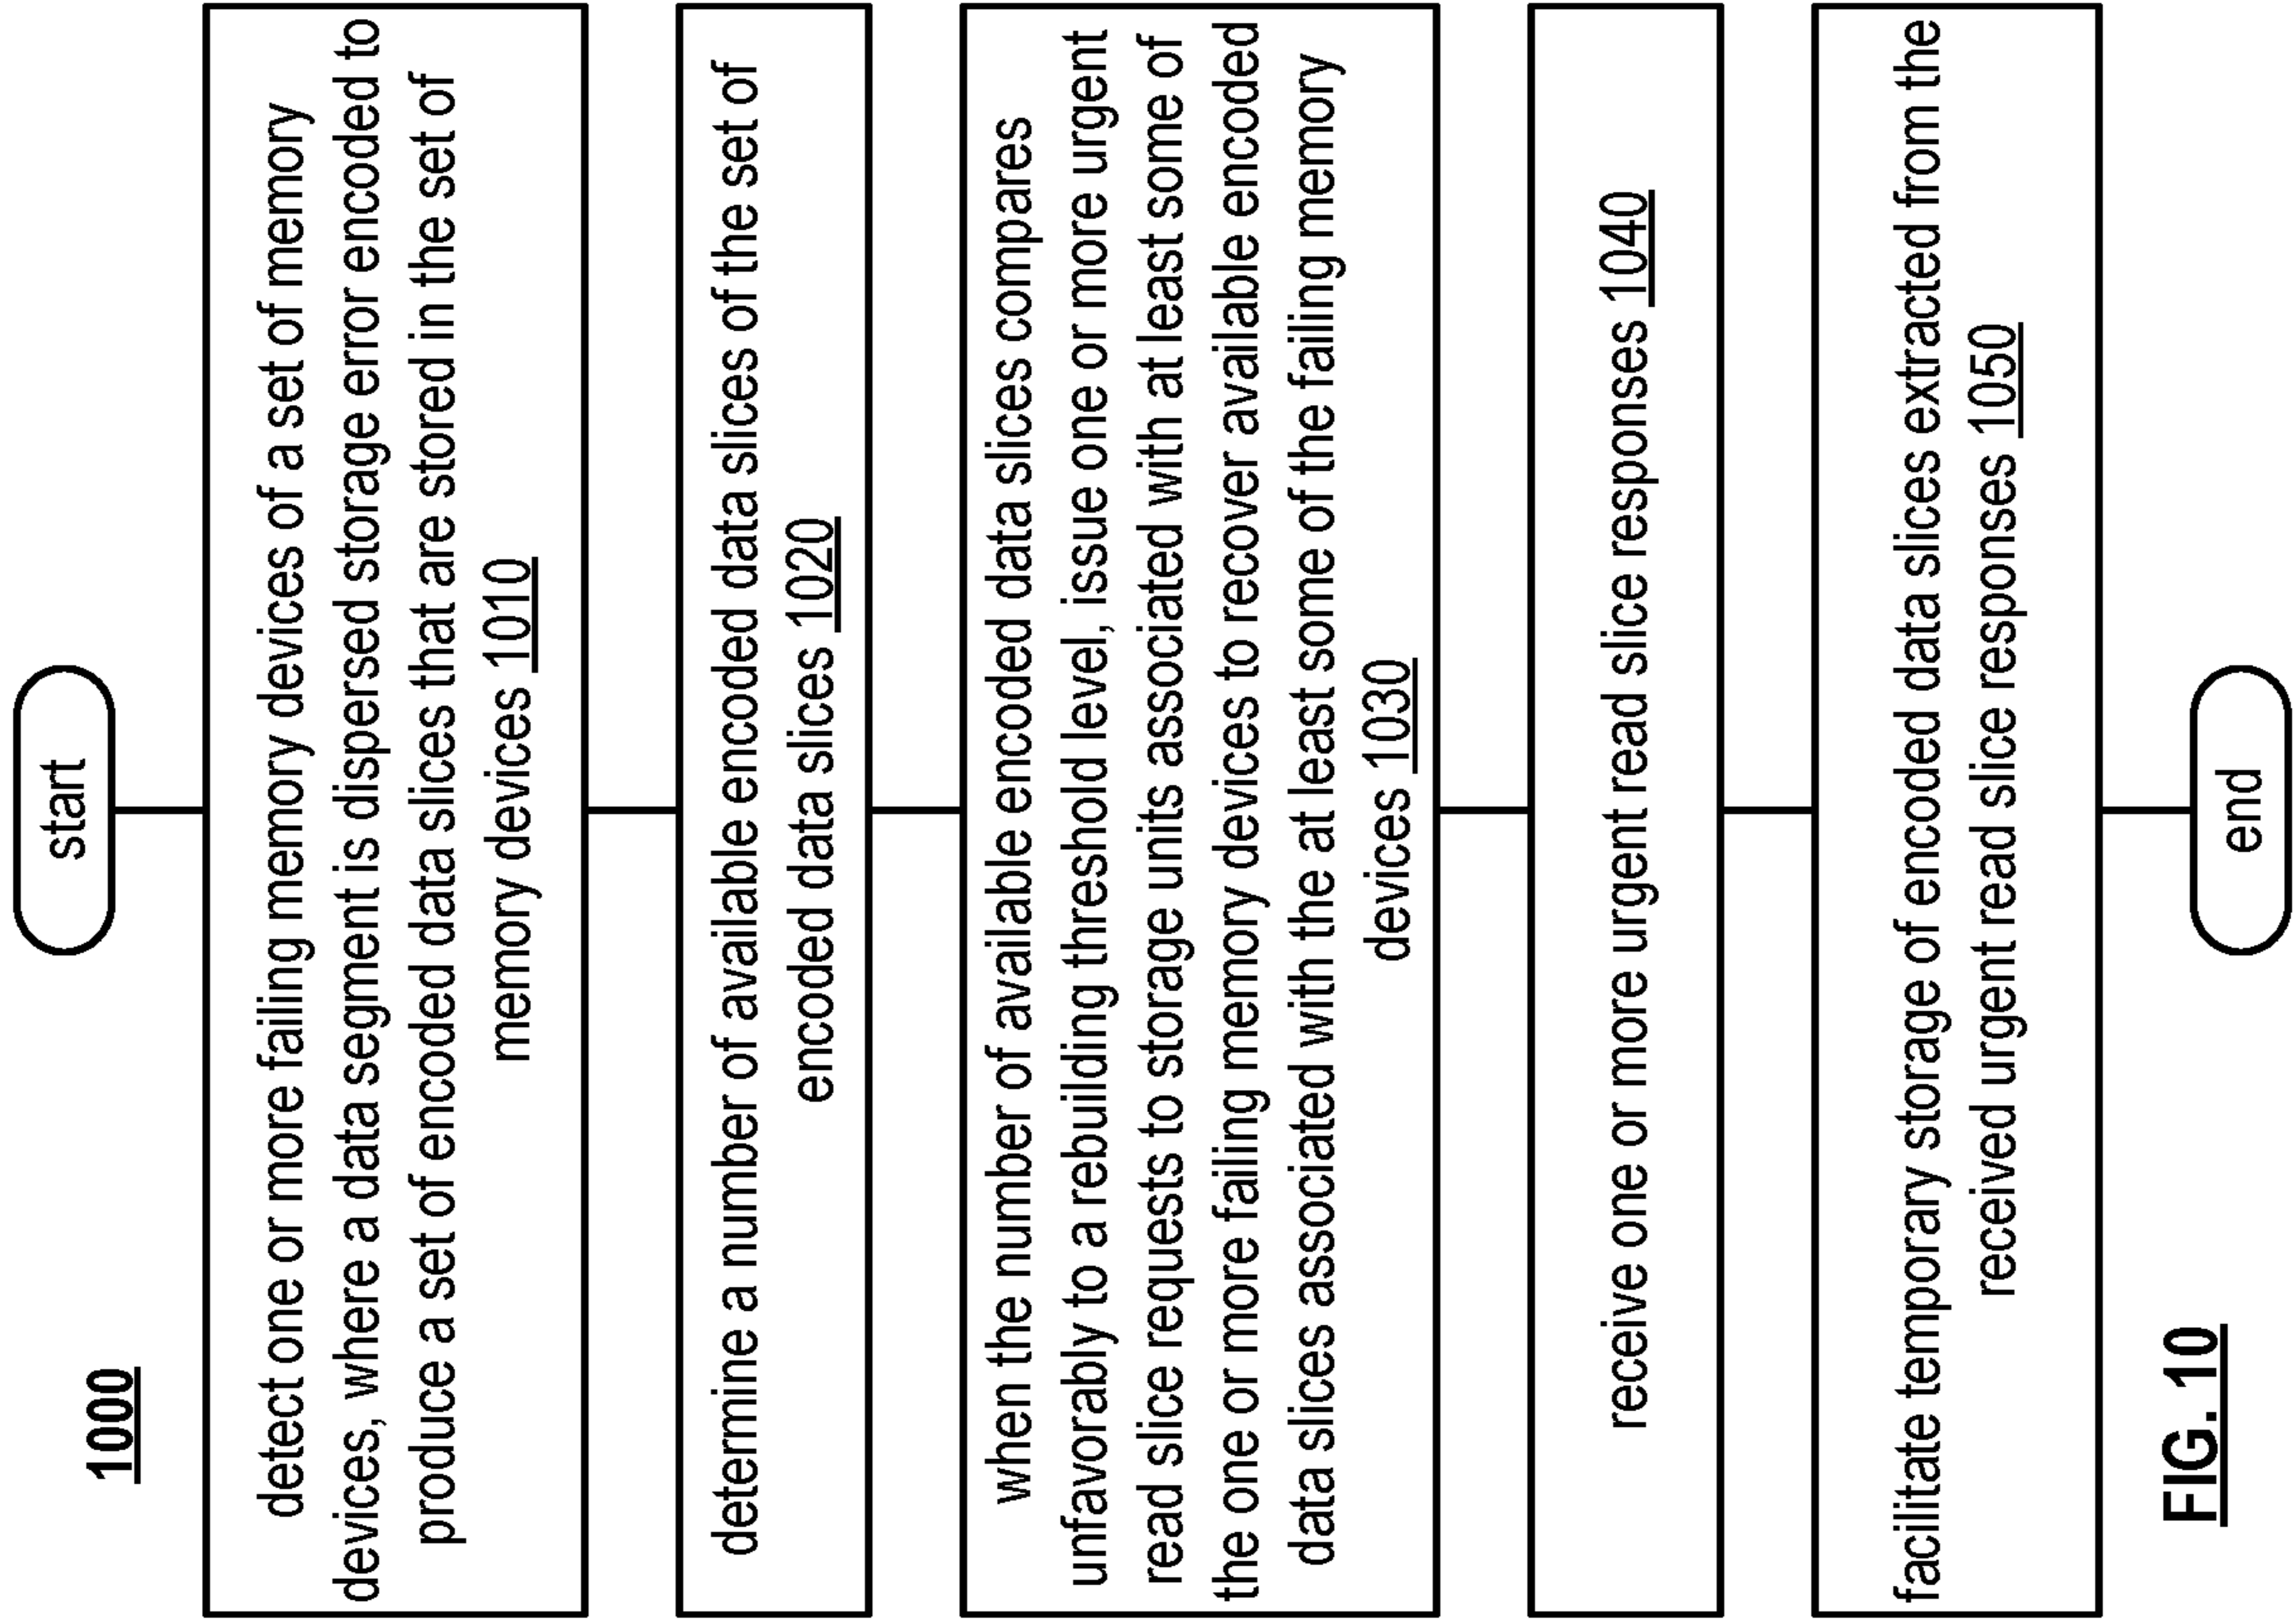 1000
start
detect one or more failing memory devices of a set of memory
devices, where a data segment is dispersed storage error encoded to
produce a set of encoded data slices that are stored in the set of
memory devices 1010
determine a number of available encoded data slices of the set of
encoded data slices 1020
when the number of available encoded data slices compares
unfavorably to a rebuilding threshold level, issue one or more urgent
read slice requests to storage units associated with at least some of
the one or more failing memory devices to recover available encoded
data slices associated with the at least some of the failing memory
devices 1030
receive one or more urgent read slice responses 1040
facilitate temporary storage of encoded data slices extracted from the
received urgent read slice responses 1050
end
FIG. 10